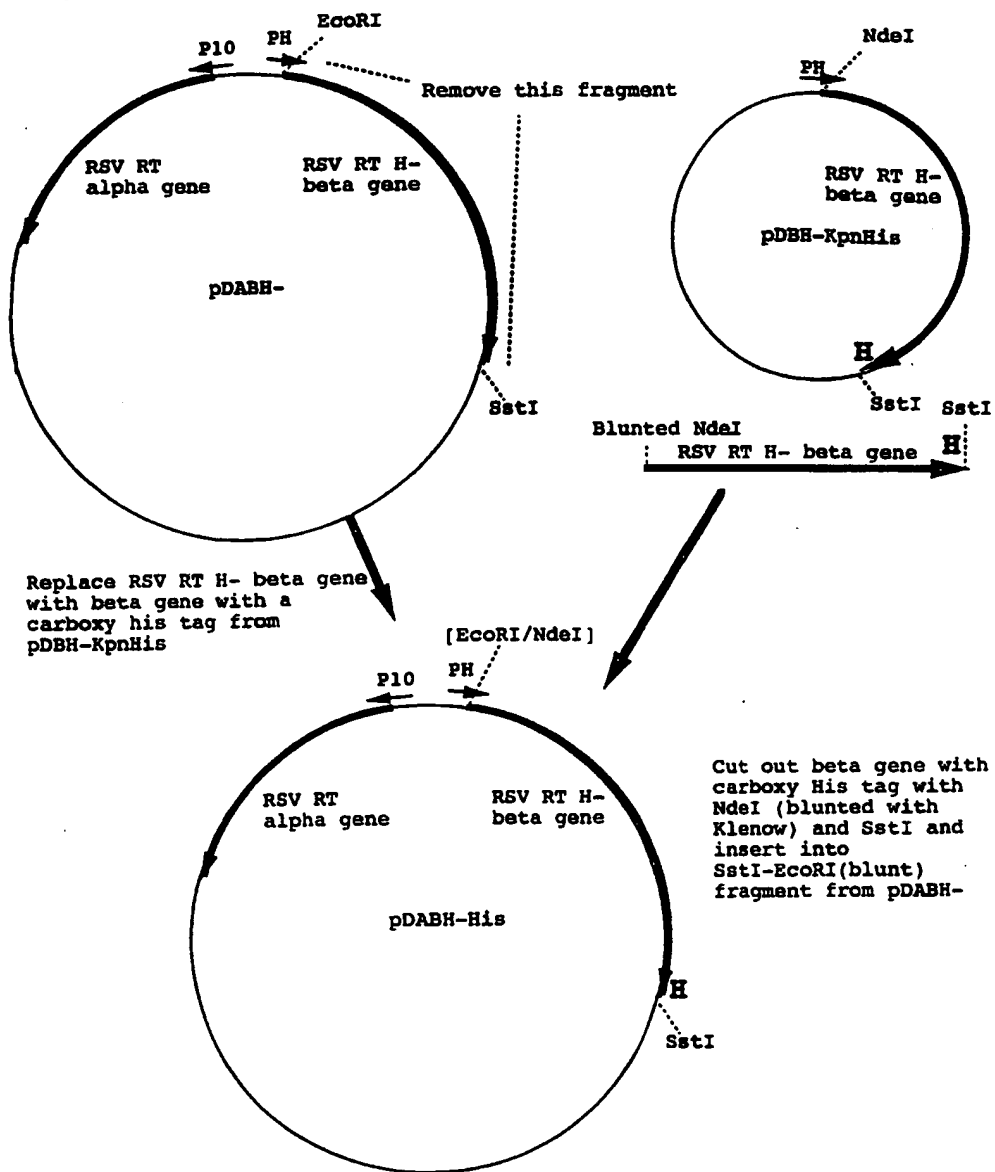 EcoRI
P10
PH
Remove this fragment
RSV RT
alpha gene
RSV RT H-
beta gene
pDABH-
SstI
NdeI
PH
RSV RT H-
beta gene
pDBH-KpnHis
H
SstI
SstI
Blunted NdeI
RSV RT H- beta gene
H
Replace RSV RT H- beta gene
with beta gene with a
carboxy his tag from
pDBH-KpnHis
[EcoRI/NdeI]
P10
PH
RSV RT
alpha gene
RSV RT H-
beta gene
pDABH-His
H
SstI
Cut out beta gene with
carboxy His tag with
NdeI (blunted with
Klenow) and SstI and
insert into
SstI-EcoRI(blunt)
fragment from pDABH-